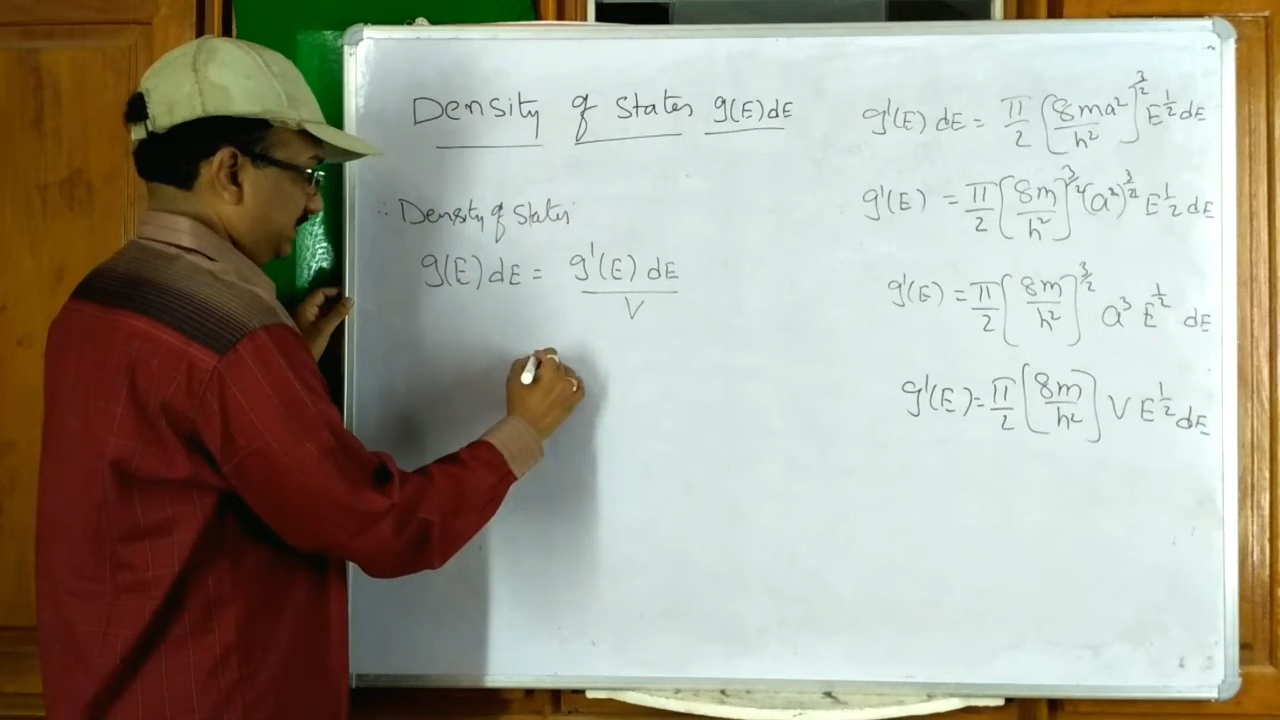 Density of states g(E)dE
∴ Density of states
g(E) dE = g'(E) dE / V
g'(E) dE = π/2 [8ma²/h²]^3/2 E^1/2 dE
g'(E) = π/2 [8m/h²]^3/2 (a²)^3/2 E^1/2 dE
g'(E) = π/2 [8m/h²]^3/2 a³ E^1/2 dE
g'(E) = π/2 [8m/h²] V E^1/2 dE